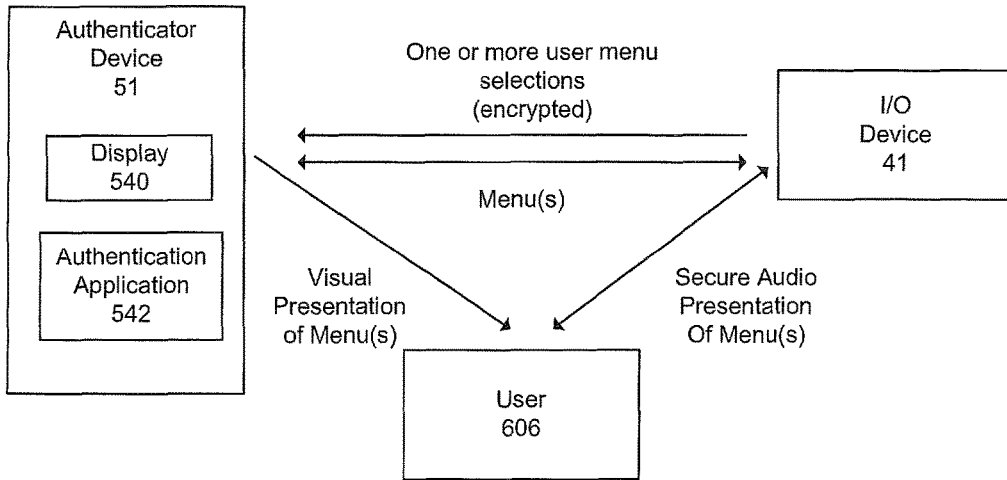 Authenticator
Device
51
Display
540
Authentication
Application
542
One or more user menu
selections
(encrypted)
Menu(s)
I/O
Device
41
Visual
Presentation
of Menu(s)
Secure Audio
Presentation
Of Menu(s)
User
606